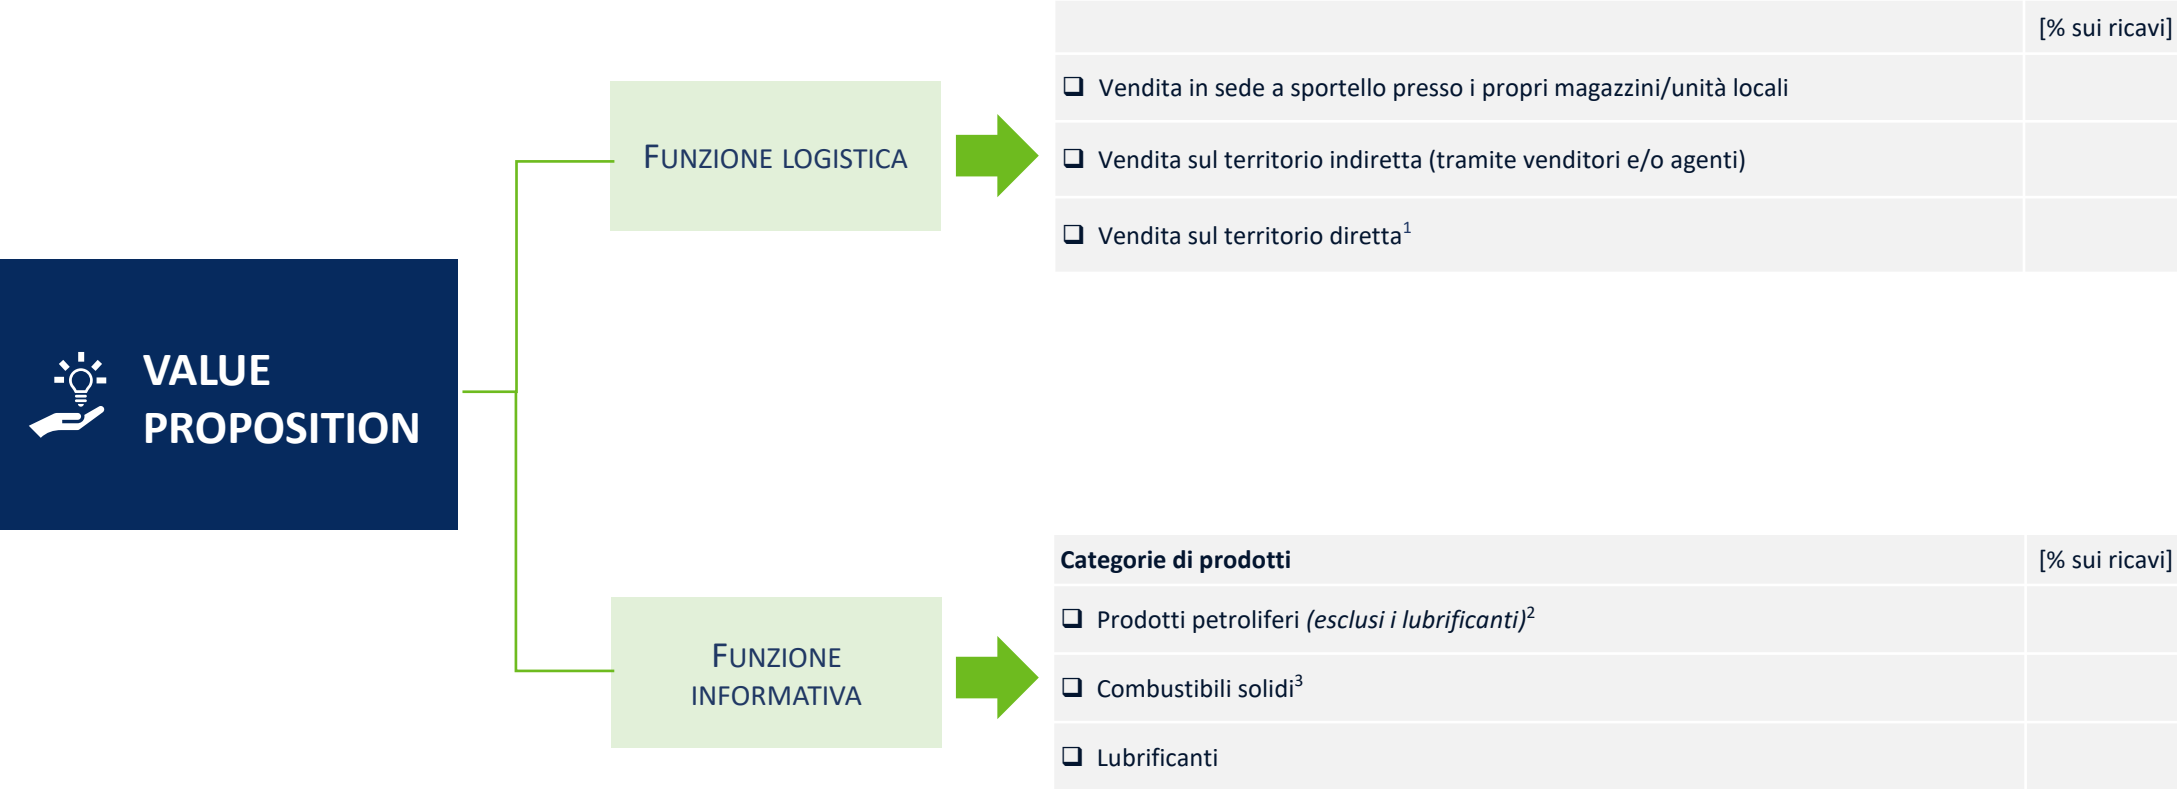 VALUE
PROPOSITION
FUNZIONE LOGISTICA
[% sui ricavi]
❑ Vendita in sede a sportello presso i propri magazzini/unità locali
❑ Vendita sul territorio indiretta (tramite venditori e/o agenti)
❑ Vendita sul territorio diretta¹
FUNZIONE
INFORMATIVA
Categorie di prodotti [% sui ricavi]
❑ Prodotti petroliferi (esclusi i lubrificanti)²
❑ Combustibili solidi³
❑ Lubrificanti